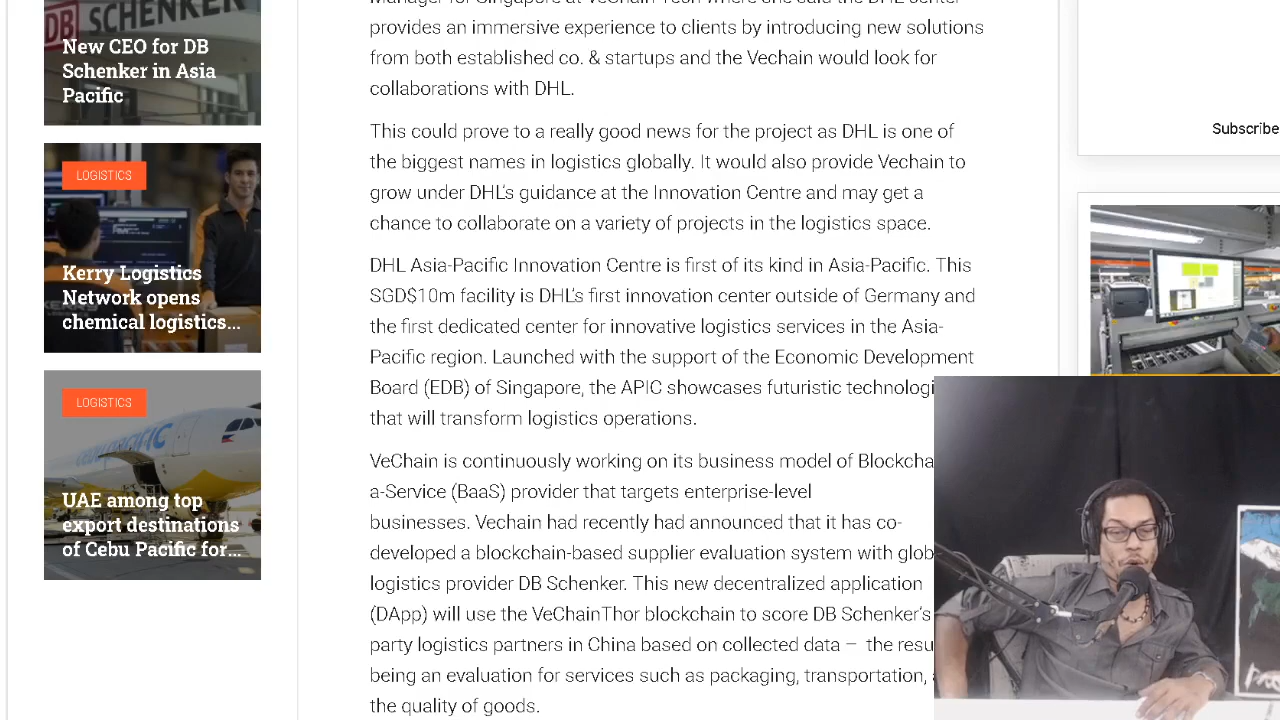 DB SCHENKER
New CEO for DB
Schenker in Asia
Pacific
LOGISTICS
Kerry Logistics
Network opens
chemical logistics...
LOGISTICS
UAE among top
export destinations
of Cebu Pacific for...
provides an immersive experience to clients by introducing new solutions
from both established co. & startups and the Vechain would look for
collaborations with DHL.
This could prove to a really good news for the project as DHL is one of
the biggest names in logistics globally. It would also provide Vechain to
grow under DHL's guidance at the Innovation Centre and may get a
chance to collaborate on a variety of projects in the logistics space.
DHL Asia-Pacific Innovation Centre is first of its kind in Asia-Pacific. This
SGD$10m facility is DHL's first innovation center outside of Germany and
the first dedicated center for innovative logistics services in the Asia-
Pacific region. Launched with the support of the Economic Development
Board (EDB) of Singapore, the APIC showcases futuristic technologi
that will transform logistics operations.
VeChain is continuously working on its business model of Blockcha
a-Service (BaaS) provider that targets enterprise-level
businesses. Vechain had recently had announced that it has co-
developed a blockchain-based supplier evaluation system with glob
logistics provider DB Schenker. This new decentralized application
(DApp) will use the VeChainThor blockchain to score DB Schenker's
party logistics partners in China based on collected data – the resu
being an evaluation for services such as packaging, transportation,
the quality of goods.
Subscribe